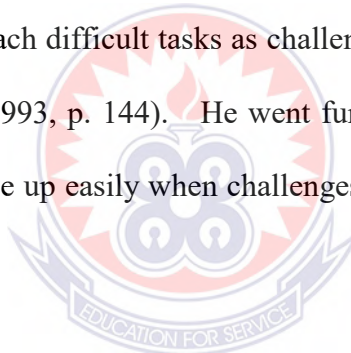 ach difficult tasks as challen
993, p. 144). He went fur
e up easily when challenges
EDUCATION FOR SERVICE